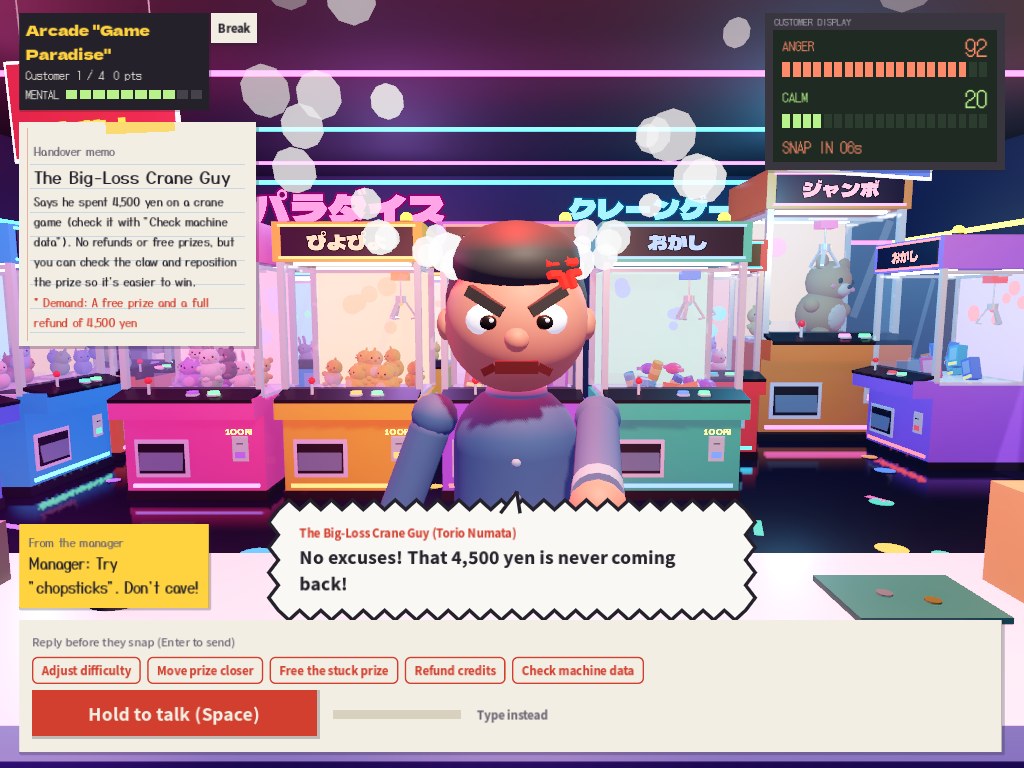 Arcade "Game
Paradise"
Customer 1 / 4 0 pts
MENTAL
Break
CUSTOMER DISPLAY
ANGER 92
CALM 20
SNAP IN 06s
Handover memo
The Big-Loss Crane Guy
Says he spent 4,500 yen on a crane
game (check it with "Check machine
data"). No refunds or free prizes, but
you can check the claw and reposition
the prize so it's easier to win.
* Demand: A free prize and a full
refund of 4,500 yen
パラダイス
クレーンゲー
ジャンボ
ぴよぴ
おかし
おかし
100円
100円
100円
The Big-Loss Crane Guy (Torio Numata)
No excuses! That 4,500 yen is never coming
back!
From the manager
Manager: Try
"chopsticks". Don't cave!
Reply before they snap (Enter to send)
Adjust difficulty
Move prize closer
Free the stuck prize
Refund credits
Check machine data
Hold to talk (Space)
Type instead